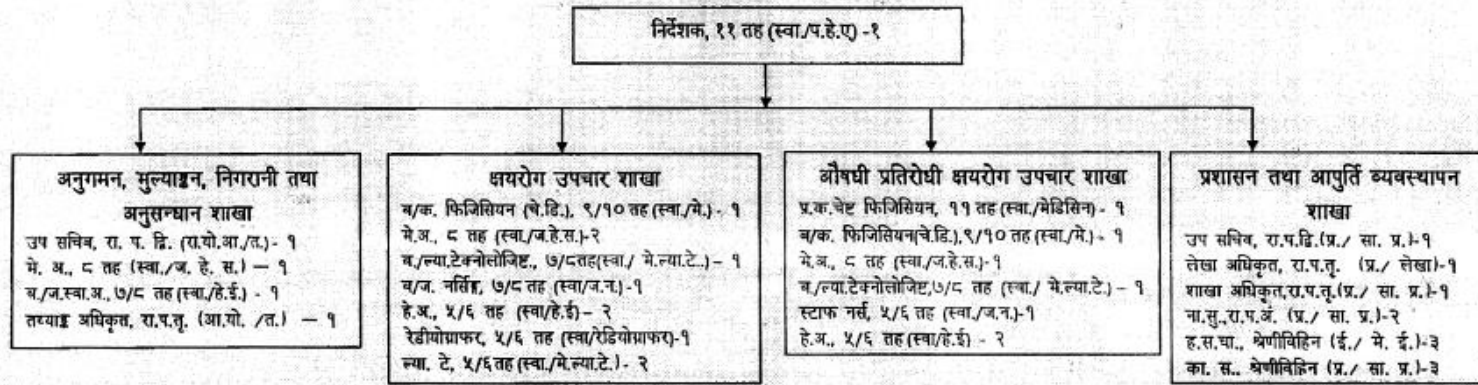 निर्देशक, ११ तह (स्वा./प.हे.ए) -१
अनुगमन, मुल्याङ्कन, निगरानी तथा
अनुसन्धान शाखा
उप सचिव, रा. प. द्वि. (रा.यो.आ./त.)- १
मे. अ., ८ तह (स्वा./ज. हे. स.) — १
ब./ज.स्वा.अ., ७/८ तह (स्वा./हे.ई.) - १
तथ्याङ्क अधिकृत, रा.प.तृ. (आ.यो. /त.) — १
क्षयरोग उपचार शाखा
ब/क. फिजिसियन (चे.डि.), ९/१० तह (स्वा./मे.) - १
मे.अ., ८ तह (स्वा./ज.हे.स.)-२
ब./ल्या.टेक्नोलोजिष्ट, ७/८तह(स्वा./ मे.ल्या.टे.) – १
ब/ज. नर्सिङ्ग, ७/८ तह (स्वा/ज.न.)-१
हे.अ., ५/६ तह (स्वा/हे.ई)- २
रेडीयोग्राफर, ५/६ तह (स्वा/रेडियोग्राफर)-१
ल्या. टे, ५/६ तह (स्वा/मे.ल्या.टे.)- २
औषधी प्रतिरोधी क्षयरोग उपचार शाखा
प्र.क.चेष्ट फिजिसियन, ११ तह (स्वा./मेडिसिन)- १
ब/क. फिजिसियन(चे.डि.),९/१० तह (स्वा./मे.)- १
मे.अ., ८ तह (स्वा./ज.हे.स.)-१
ब./ल्या.टेक्नोलोजिष्ट,७/८ तह (स्वा./ मे.ल्या.टे.) - १
स्टाफ नर्स, ५/६ तह (स्वा./ज.न.)-१
हे.अ., ५/६ तह (स्वा/हे.ई) - २
प्रशासन तथा आपुर्ति व्यवस्थापन
शाखा
उप सचिव, रा.प.द्वि.(प्र./ सा. प्र.)-१
लेखा अधिकृत, रा.प.तृ. (प्र./ लेखा)-१
शाखा अधिकृत,रा.प.तृ.(प्र./ सा. प्र.)-१
ना.सु.,रा.प.अं. (प्र./ सा. प्र.)-२
ह.स.चा., श्रेणीविहिन (ई./ मे. ई.)-३
का. स., श्रेणीविहिन (प्र./ सा. प्र.)-३